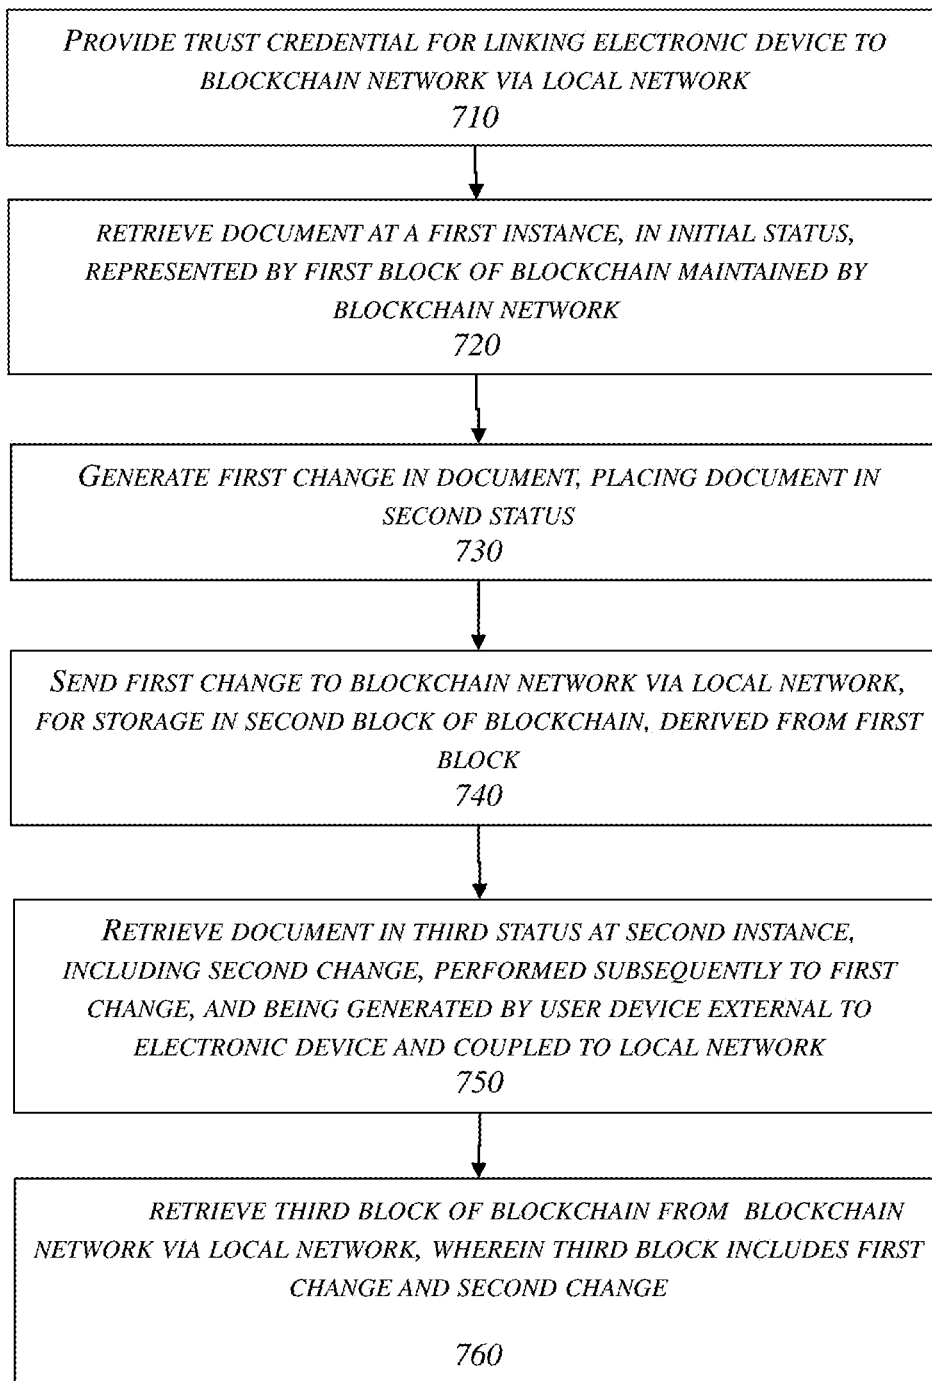 PROVIDE TRUST CREDENTIAL FOR LINKING ELECTRONIC DEVICE TO
BLOCKCHAIN NETWORK VIA LOCAL NETWORK
710
RETRIEVE DOCUMENT AT A FIRST INSTANCE, IN INITIAL STATUS,
REPRESENTED BY FIRST BLOCK OF BLOCKCHAIN MAINTAINED BY
BLOCKCHAIN NETWORK
720
GENERATE FIRST CHANGE IN DOCUMENT, PLACING DOCUMENT IN
SECOND STATUS
730
SEND FIRST CHANGE TO BLOCKCHAIN NETWORK VIA LOCAL NETWORK,
FOR STORAGE IN SECOND BLOCK OF BLOCKCHAIN, DERIVED FROM FIRST
BLOCK
740
RETRIEVE DOCUMENT IN THIRD STATUS AT SECOND INSTANCE,
INCLUDING SECOND CHANGE, PERFORMED SUBSEQUENTLY TO FIRST
CHANGE, AND BEING GENERATED BY USER DEVICE EXTERNAL TO
ELECTRONIC DEVICE AND COUPLED TO LOCAL NETWORK
750
RETRIEVE THIRD BLOCK OF BLOCKCHAIN FROM BLOCKCHAIN
NETWORK VIA LOCAL NETWORK, WHEREIN THIRD BLOCK INCLUDES FIRST
CHANGE AND SECOND CHANGE
760